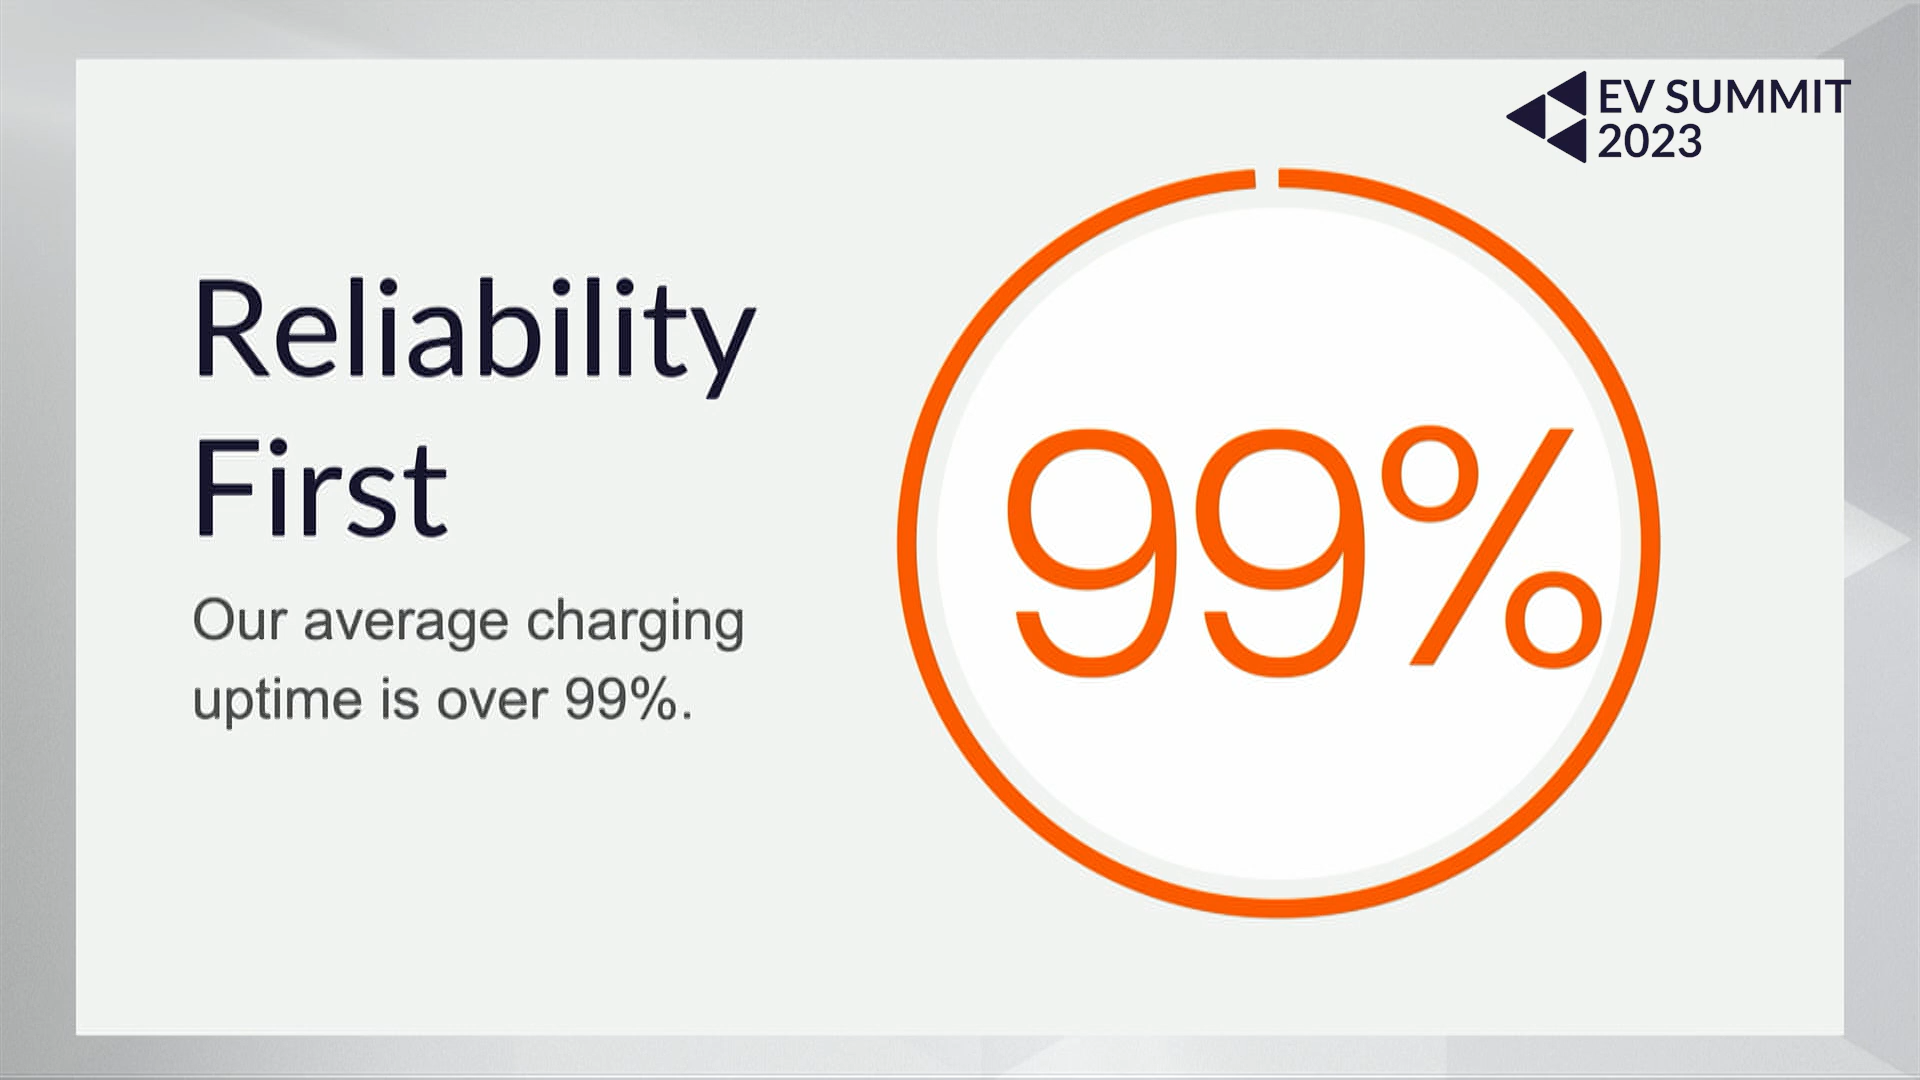 EV SUMMIT
2023
Reliability
First
Our average charging
uptime is over 99%.
99%